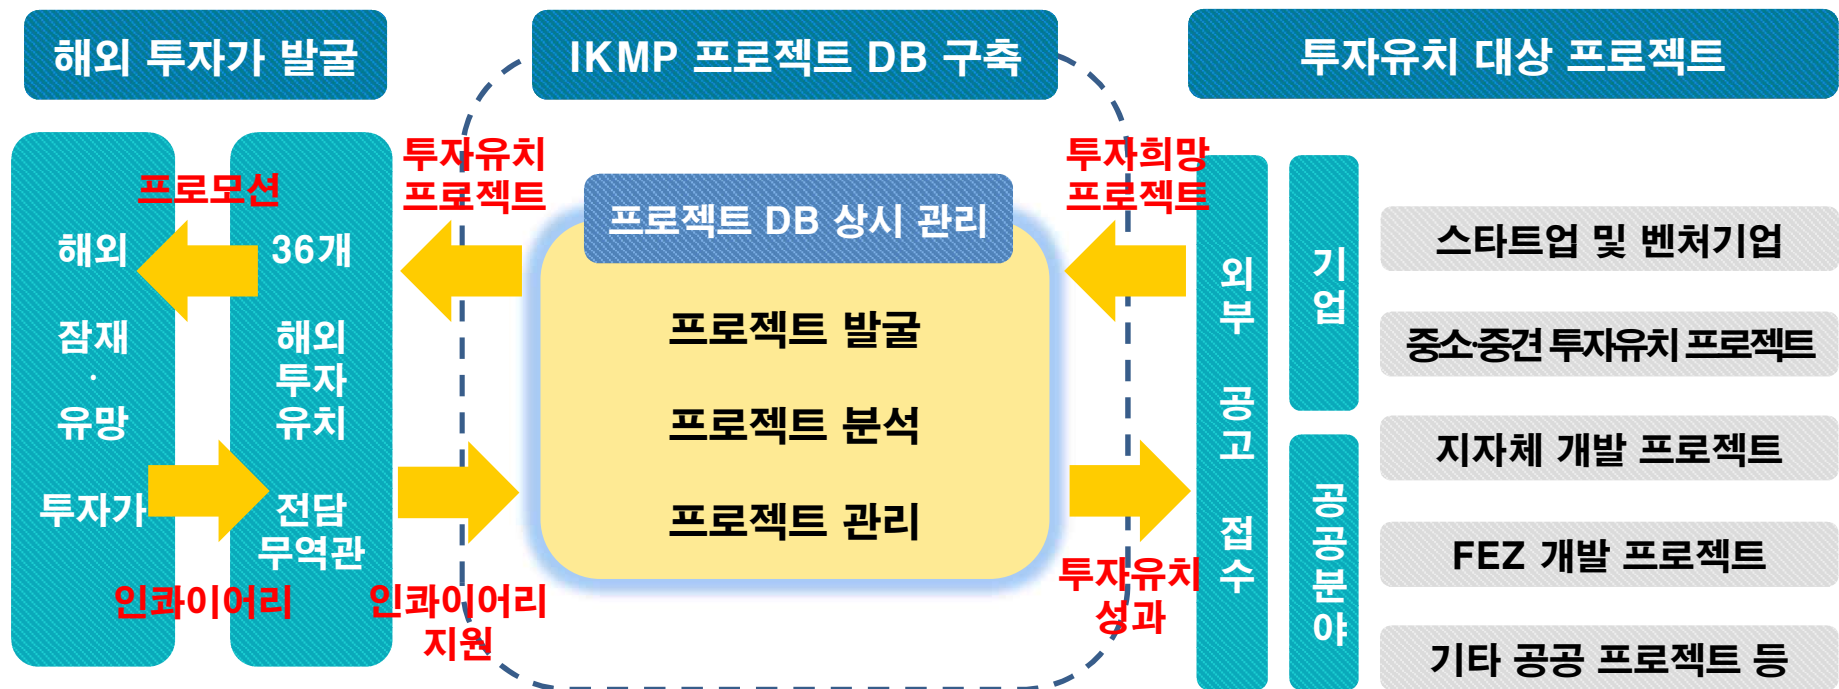 해외 투자가 발굴
IKMP 프로젝트 DB 구축
투자유치 대상 프로젝트
해외
잠재
·
유망
투자가
프로모션
인콰이어리
36개
해외
투자
유치
전담
무역관
투자유치
프로젝트
인콰이어리
지원
프로젝트 DB 상시 관리
프로젝트 발굴
프로젝트 분석
프로젝트 관리
투자희망
프로젝트
투자유치
성과
외부 공고 접수
기업
공공분야
스타트업 및 벤처기업
중소·중견 투자유치 프로젝트
지자체 개발 프로젝트
FEZ 개발 프로젝트
기타 공공 프로젝트 등